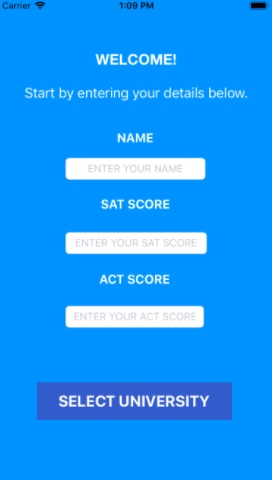 Carrier 1:09 PM
WELCOME!
Start by entering your details below.
NAME
ENTER YOUR NAME
SAT SCORE
ENTER YOUR SAT SCORE
ACT SCORE
ENTER YOUR ACT SCORE
SELECT UNIVERSITY